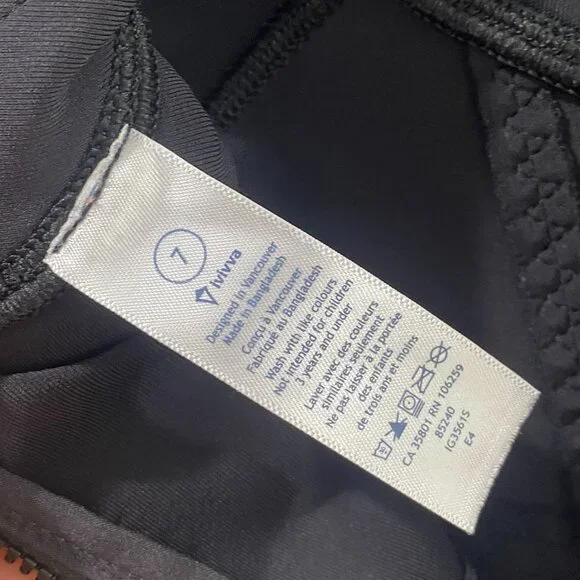 7
ivivva
Designed in Vancouver
Made in Bangladesh
Conçu à Vancouver
Fabriqué au Bangladesh
Wash with like colours
Not intended for children
3 years and under
Laver avec des couleurs
similaires seulement
Ne pas laisser à la portée
des enfants
de trois ans et moins
CA 35801 RN 106259
85240
IG3561S
E4